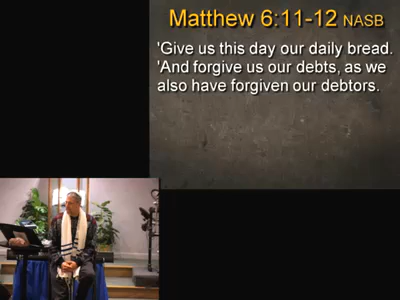 Matthew 6:11-12 NASB
'Give us this day our daily bread.
'And forgive us our debts, as we
also have forgiven our debtors.